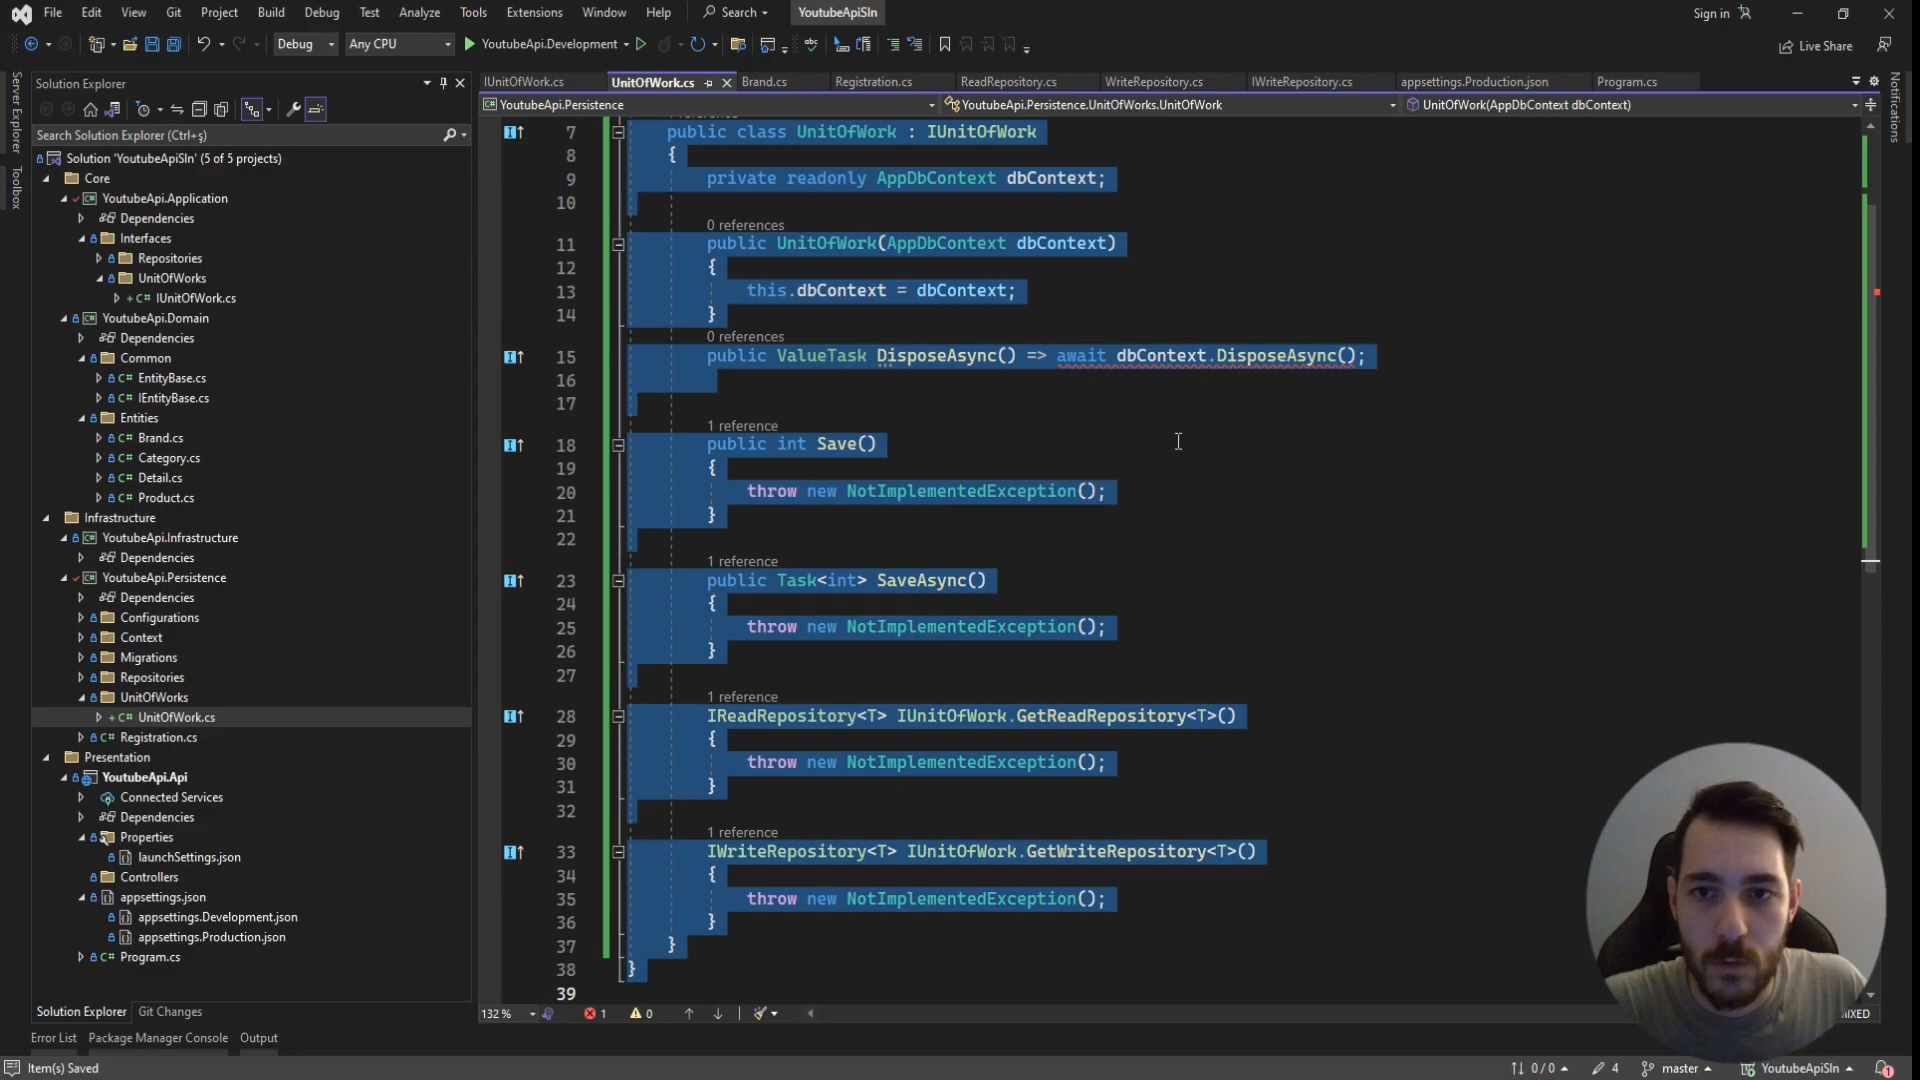 File Edit View Git Project Build Debug Test Analyze Tools Extensions Window Help Search YoutubeApiSln Sign in
Debug Any CPU YoutubeApi.Development Live Share
Server Explorer
Toolbox
Notifications
Solution Explorer
Search Solution Explorer (Ctrl+ş)
Solution 'YoutubeApiSln' (5 of 5 projects)
Core
YoutubeApi.Application
Dependencies
Interfaces
Repositories
UnitOfWorks
IUnitOfWork.cs
YoutubeApi.Domain
Dependencies
Common
EntityBase.cs
IEntityBase.cs
Entities
Brand.cs
Category.cs
Detail.cs
Product.cs
Infrastructure
YoutubeApi.Infrastructure
Dependencies
YoutubeApi.Persistence
Dependencies
Configurations
Context
Migrations
Repositories
UnitOfWorks
UnitOfWork.cs
Registration.cs
Presentation
YoutubeApi.Api
Connected Services
Dependencies
Properties
launchSettings.json
Controllers
appsettings.json
appsettings.Development.json
appsettings.Production.json
Program.cs
Solution Explorer Git Changes
IUnitOfWork.cs UnitOfWork.cs Brand.cs Registration.cs ReadRepository.cs WriteRepository.cs IWriteRepository.cs appsettings.Production.json Program.cs
YoutubeApi.Persistence YoutubeApi.Persistence.UnitOfWorks.UnitOfWork UnitOfWork(AppDbContext dbContext)
7 public class UnitOfWork : IUnitOfWork
8 {
9 private readonly AppDbContext dbContext;
10
0 references
11 public UnitOfWork(AppDbContext dbContext)
12 {
13 this.dbContext = dbContext;
14 }
0 references
15 public ValueTask DisposeAsync() => await dbContext.DisposeAsync();
16
17
1 reference
18 public int Save()
19 {
20 throw new NotImplementedException();
21 }
22
1 reference
23 public Task<int> SaveAsync()
24 {
25 throw new NotImplementedException();
26 }
27
1 reference
28 IReadRepository<T> IUnitOfWork.GetReadRepository<T>()
29 {
30 throw new NotImplementedException();
31 }
32
1 reference
33 IWriteRepository<T> IUnitOfWork.GetWriteRepository<T>()
34 {
35 throw new NotImplementedException();
36 }
37 }
38 }
39
132 % 1 0 MIXED
Error List Package Manager Console Output
Item(s) Saved 0 / 0 4 master YoutubeApiSln 1